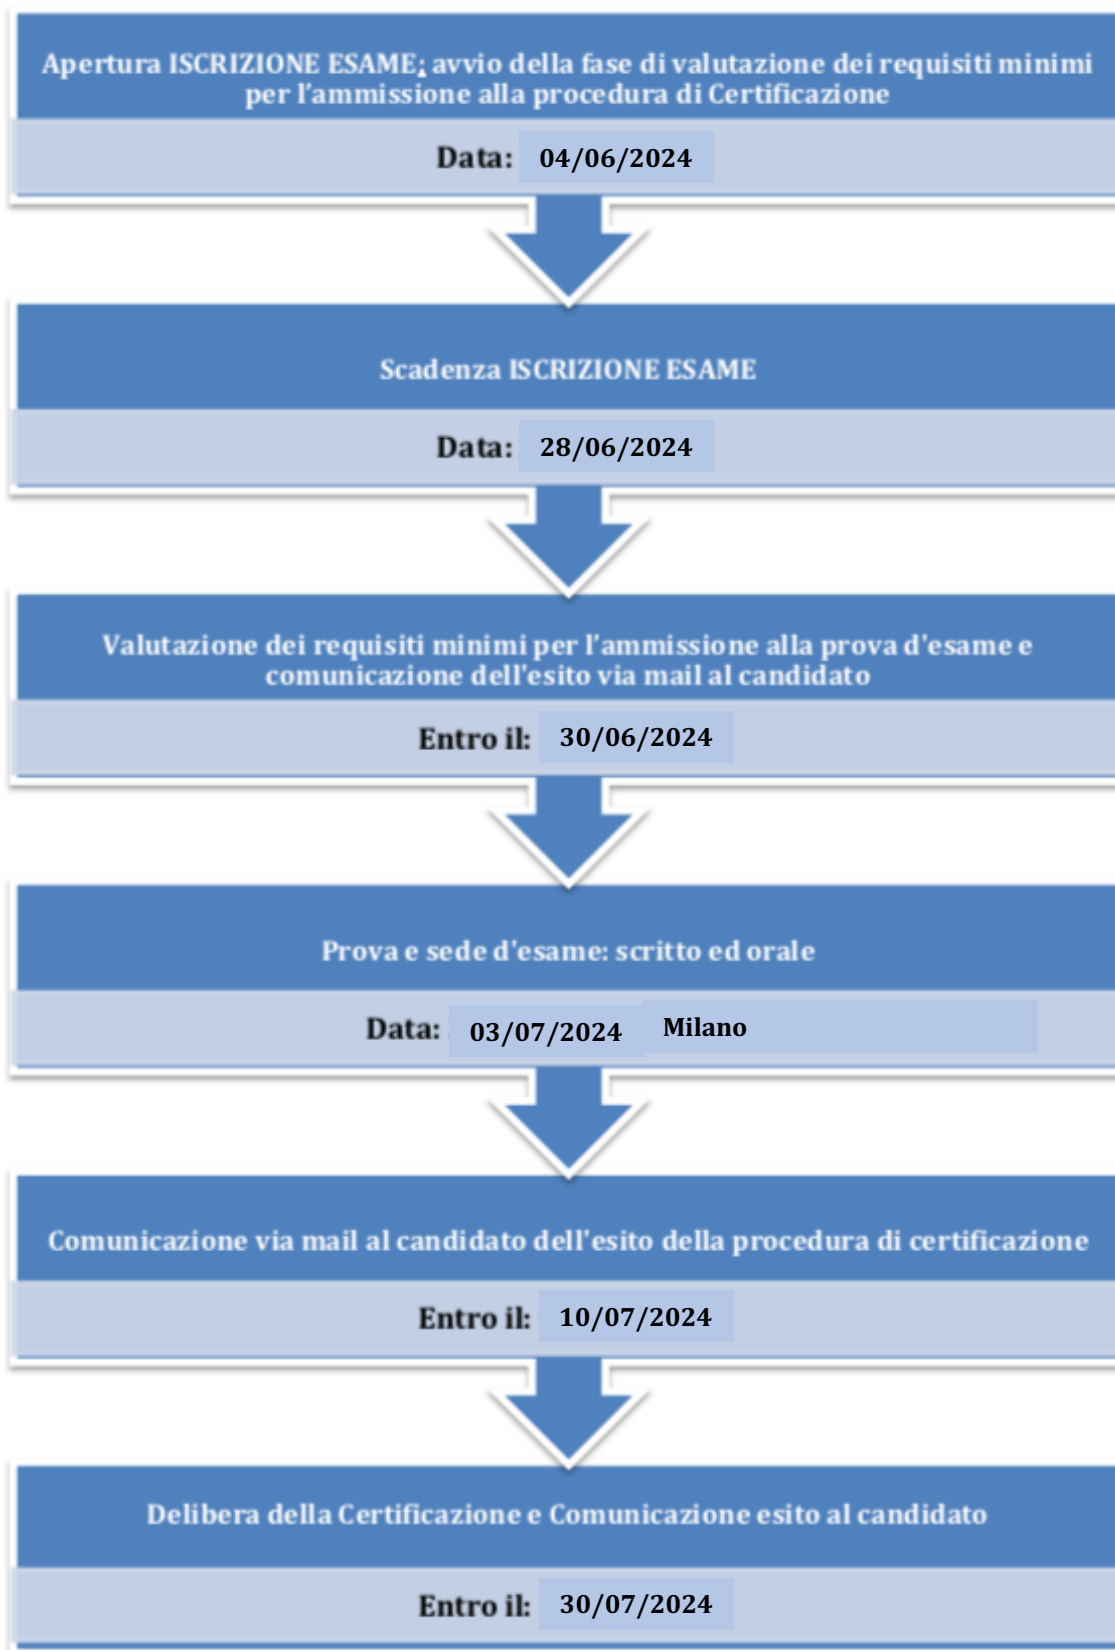 Apertura ISCRIZIONE ESAME; avvio della fase di valutazione dei requisiti minimi
per l'ammissione alla procedura di Certificazione
Data: 04/06/2024
Scadenza ISCRIZIONE ESAME
Data: 28/06/2024
Valutazione dei requisiti minimi per l'ammissione alla prova d'esame e
comunicazione dell'esito via mail al candidato
Entro il: 30/06/2024
Prova e sede d'esame: scritto ed orale
Data: 03/07/2024 Milano
Comunicazione via mail al candidato dell'esito della procedura di certificazione
Entro il: 10/07/2024
Delibera della Certificazione e Comunicazione esito al candidato
Entro il: 30/07/2024